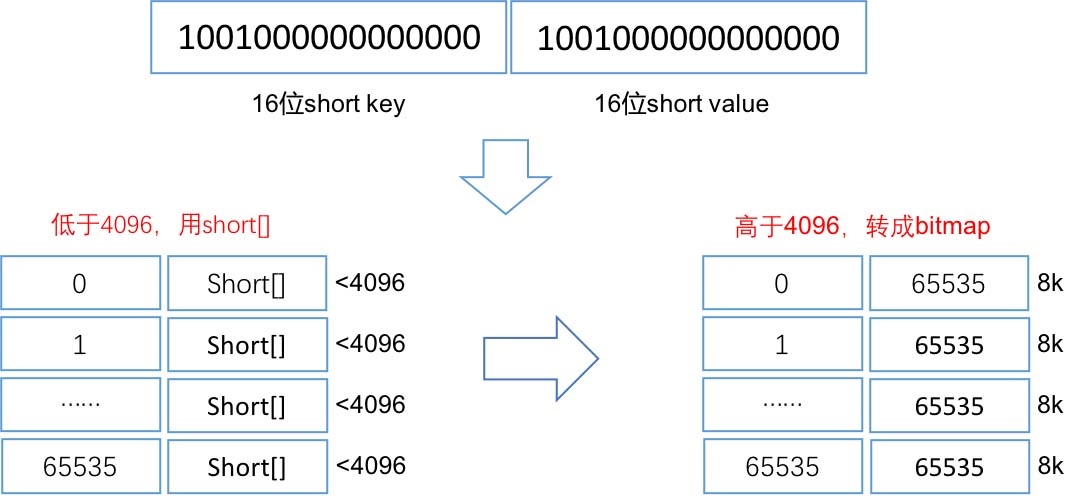 1001000000000000 1001000000000000
16位short key 16位short value
低于4096，用short[] 高于4096，转成bitmap
0 Short[] <4096 0 65535 8k
1 Short[] <4096 1 65535 8k
…… Short[] <4096 …… 65535 8k
65535 Short[] <4096 65535 65535 8k